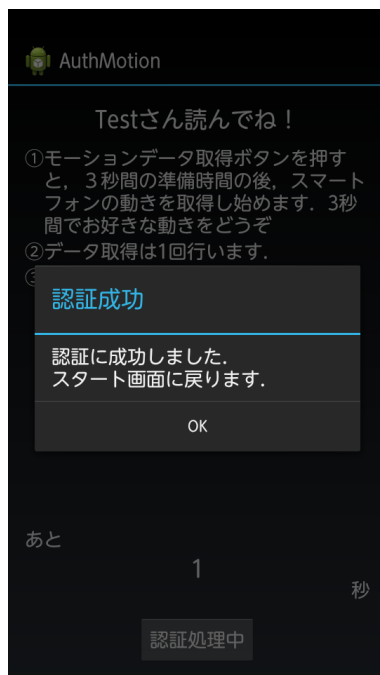 AuthMotion
Testさん読んでね！
①モーションデータ取得ボタンを押す
と，３秒間の準備時間の後，スマート
フォンの動きを取得し始めます．3秒
間でお好きな動きをどうぞ
②データ取得は1回行います．
③
認証成功
認証に成功しました．
スタート画面に戻ります．
OK
あと
1
秒
認証処理中